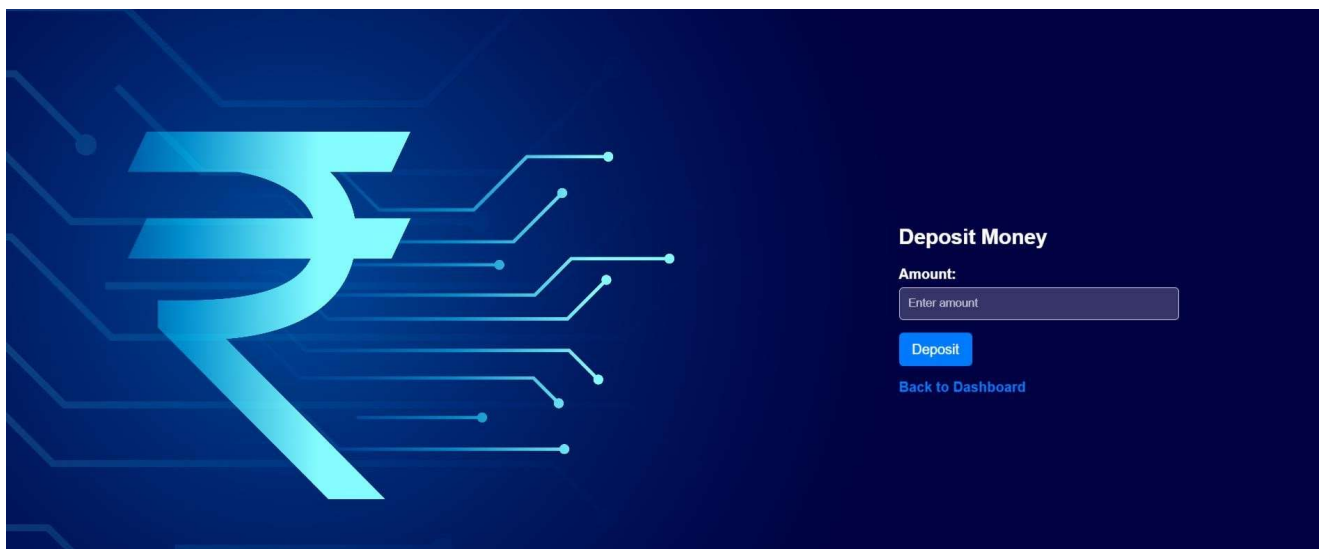 Deposit Money
Amount:
Enter amount
Deposit
Back to Dashboard